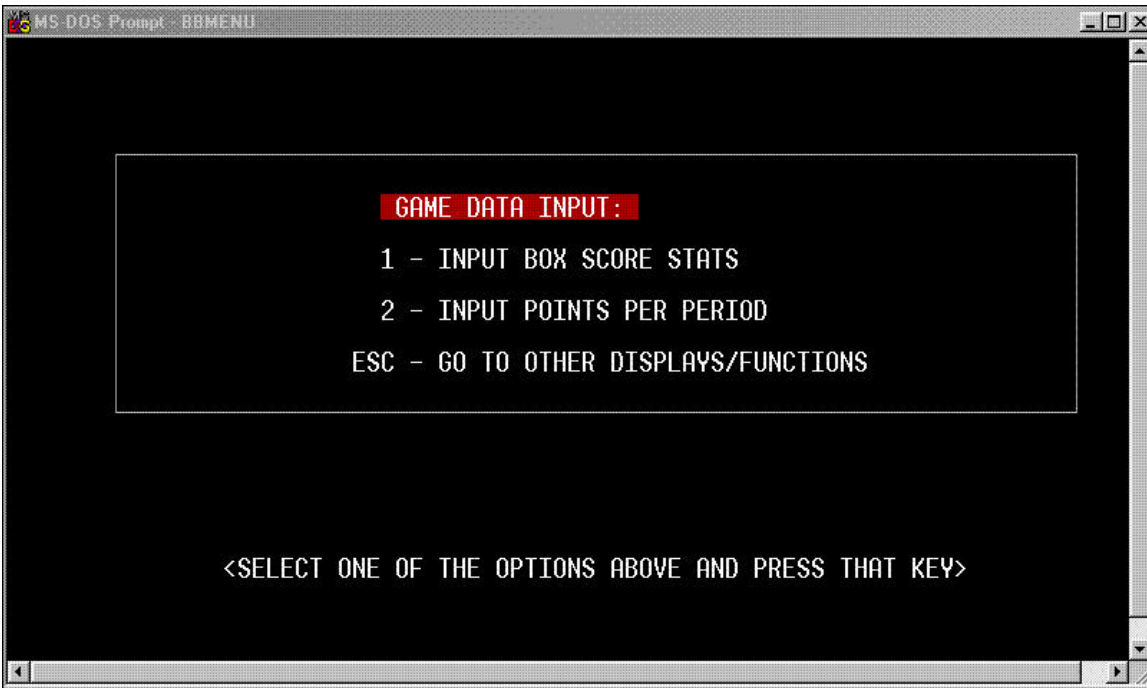 MS-DOS Prompt - BBMENU
GAME DATA INPUT:
1 - INPUT BOX SCORE STATS
2 - INPUT POINTS PER PERIOD
ESC - GO TO OTHER DISPLAYS/FUNCTIONS
<SELECT ONE OF THE OPTIONS ABOVE AND PRESS THAT KEY>